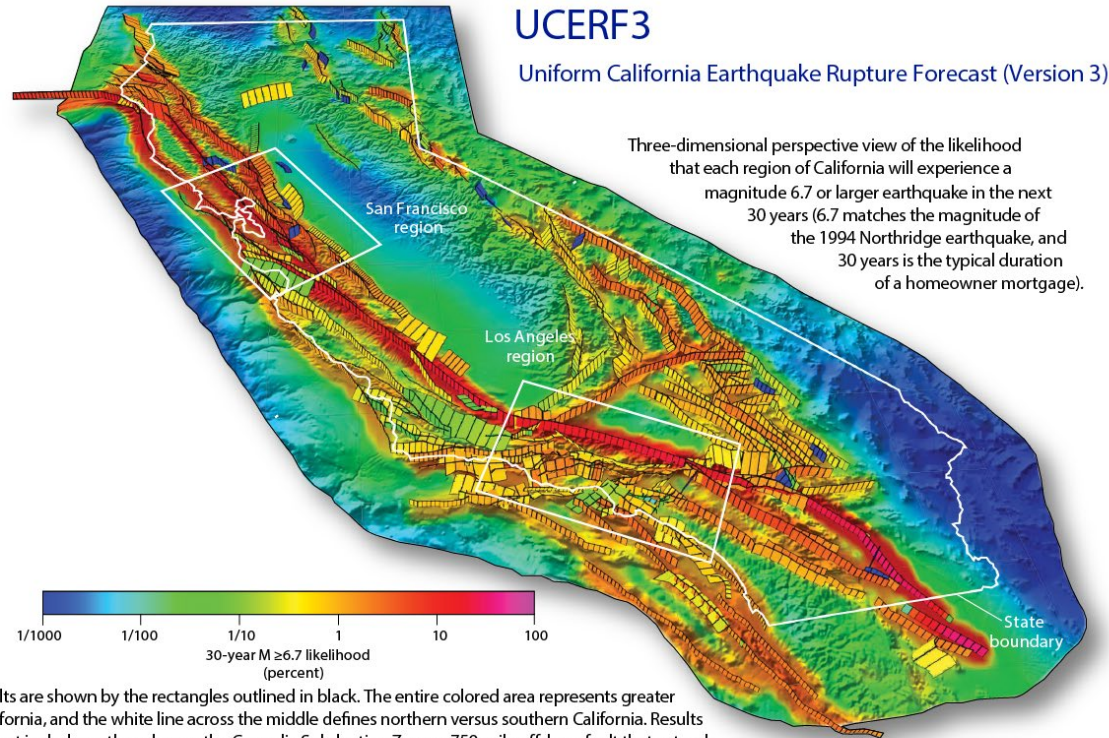 UCERF3
Uniform California Earthquake Rupture Forecast (Version 3)
Three-dimensional perspective view of the likelihood
that each region of California will experience a
magnitude 6.7 or larger earthquake in the next
30 years (6.7 matches the magnitude of
the 1994 Northridge earthquake, and
30 years is the typical duration
of a homeowner mortgage).
San Francisco
region
Los Angeles
region
State
boundary
1/1000 1/100 1/10 1 10 100
30-year M ≥6.7 likelihood
(percent)
lts are shown by the rectangles outlined in black. The entire colored area represents greater
fornia, and the white line across the middle defines northern versus southern California. Results